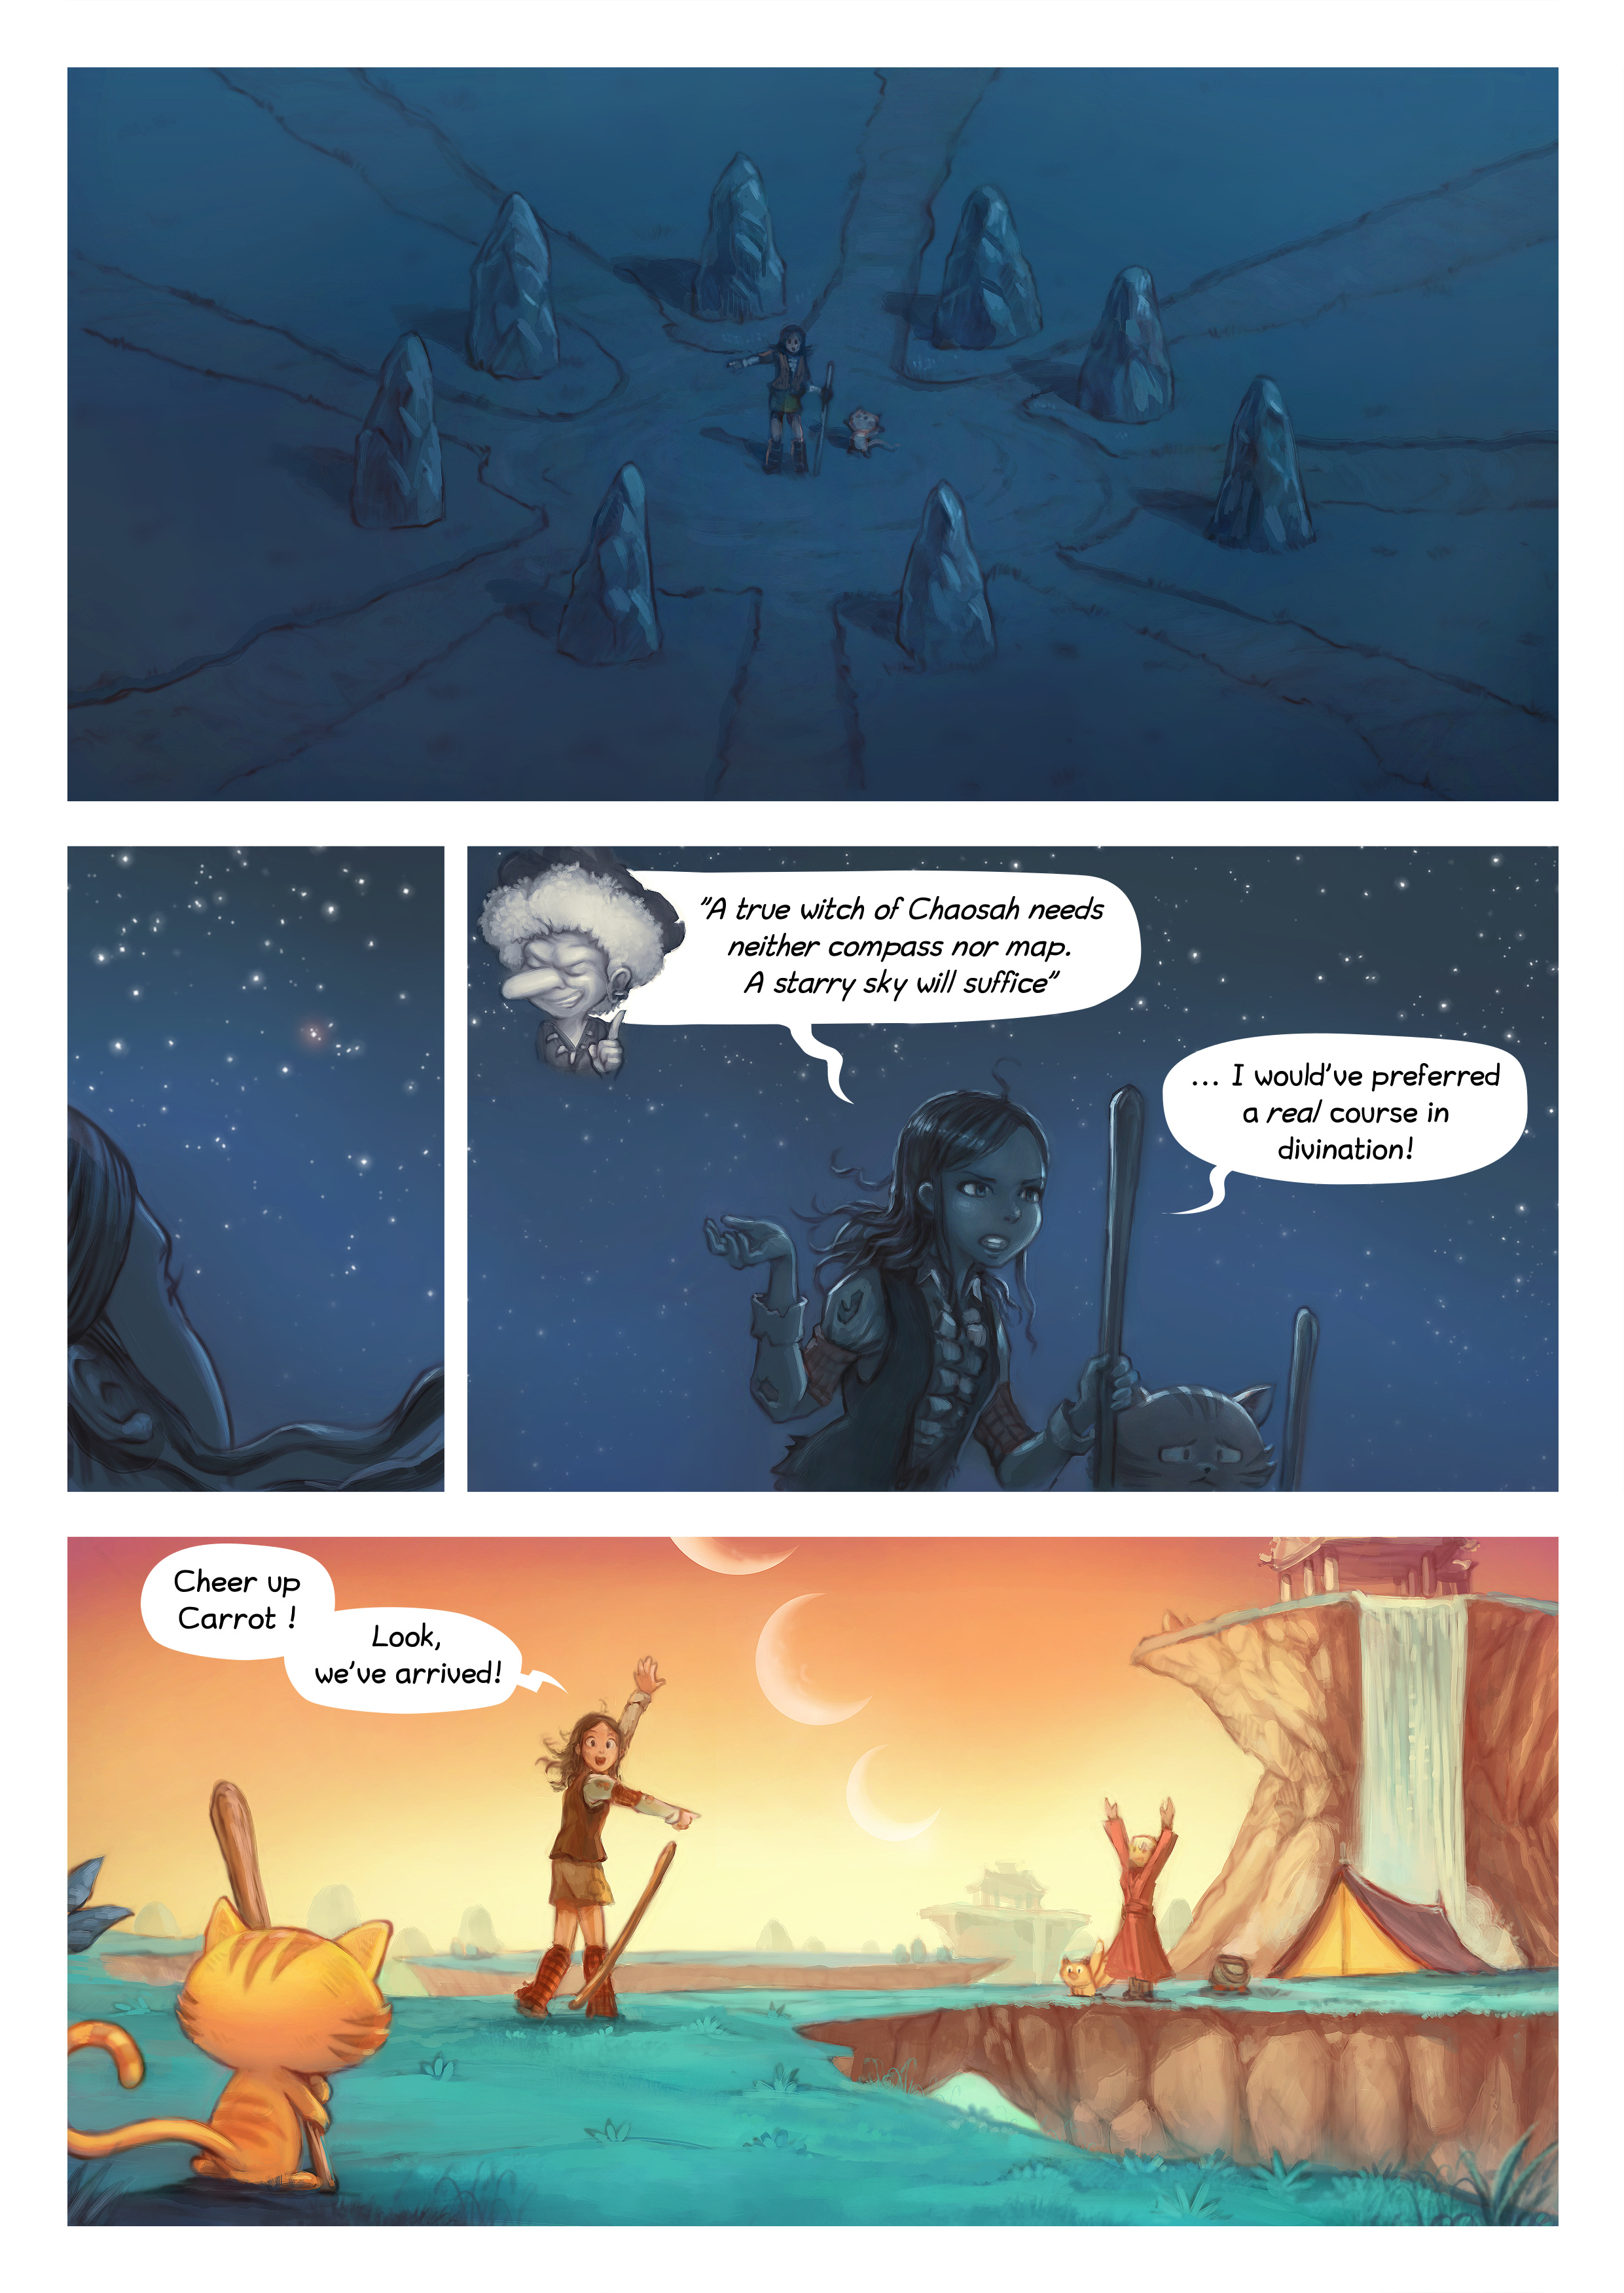 "A true witch of Chaosah needs
neither compass nor map.
A starry sky will suffice"
... I would've preferred
a real course in
divination!
Cheer up
Carrot !
Look,
we've arrived!